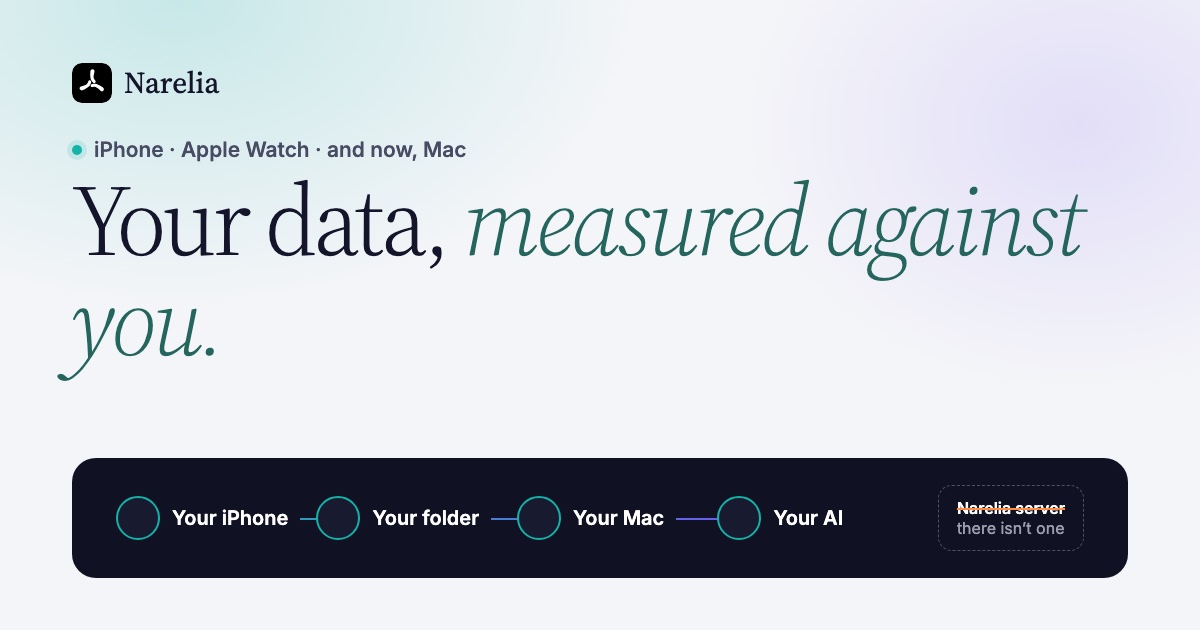 Narelia
iPhone · Apple Watch · and now, Mac
Your data, measured against
you.
Your iPhone
Your folder
Your Mac
Your AI
Narelia server
there isn’t one